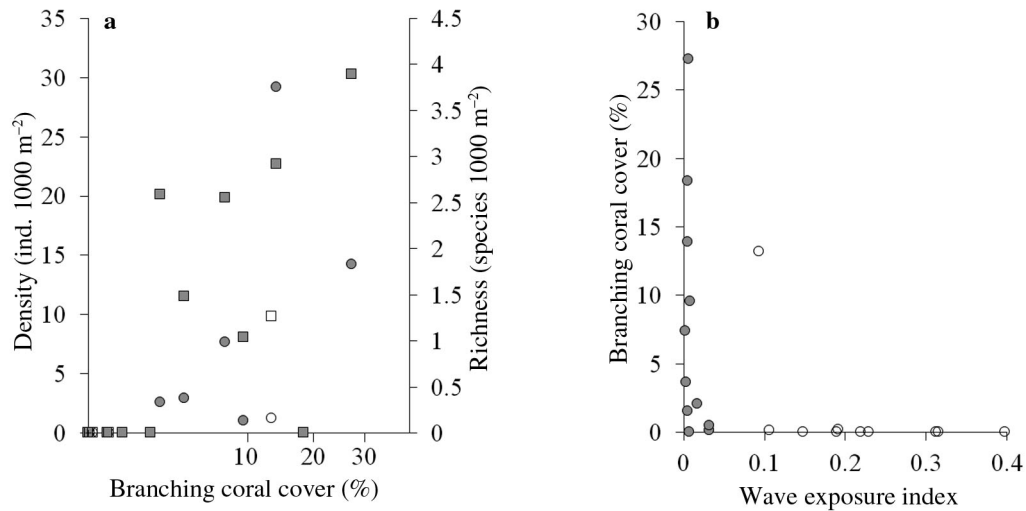 a
35
30
25
20
15
10
5
0
Density (ind. 1000 m⁻²)
4.5
4
3.5
3
2.5
2
1.5
1
0.5
0
Richness (species 1000 m⁻²)
10 20 30
Branching coral cover (%)
b
30
25
20
15
10
5
0
Branching coral cover (%)
0 0.1 0.2 0.3 0.4
Wave exposure index